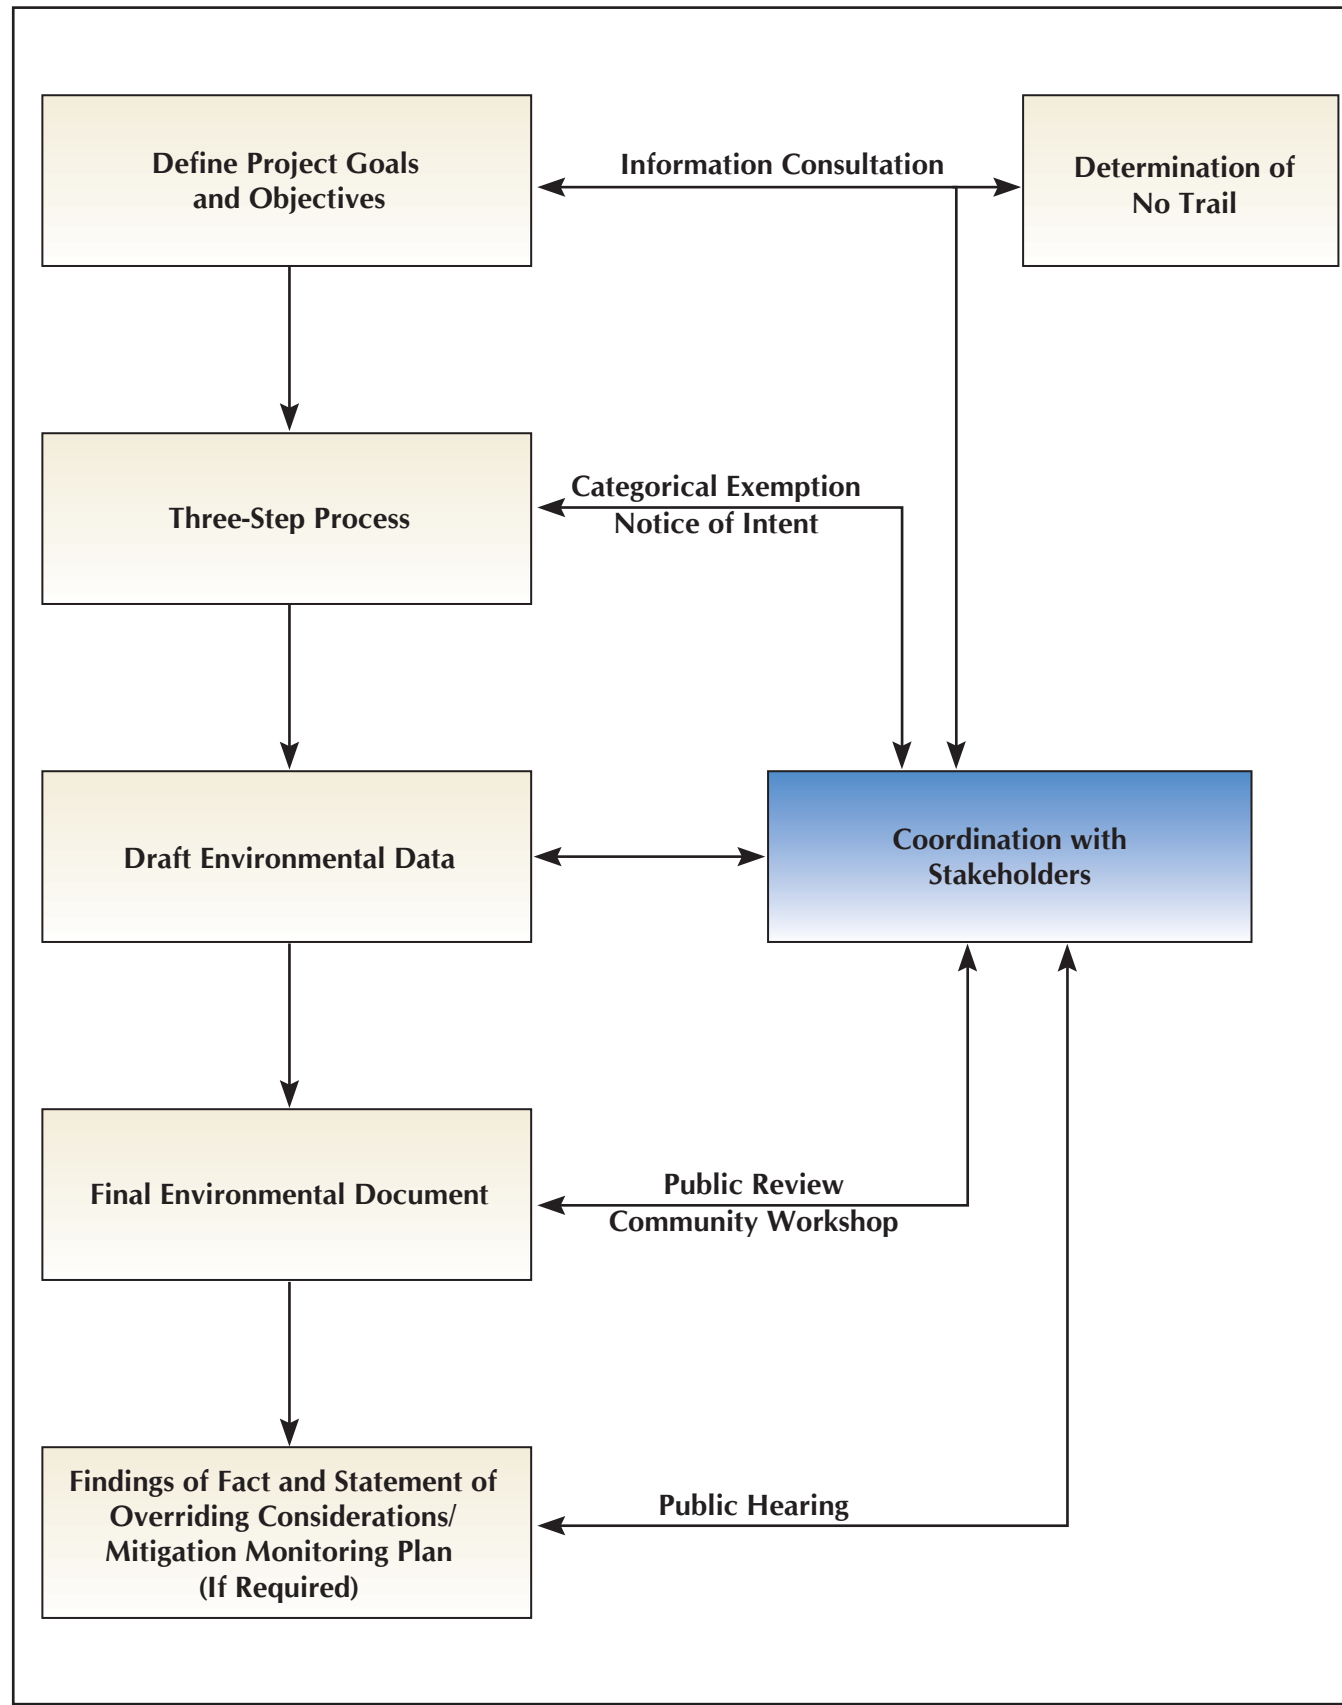 Define Project Goals
and Objectives
Information Consultation
Determination of
No Trail
Three-Step Process
Categorical Exemption
Notice of Intent
Draft Environmental Data
Coordination with
Stakeholders
Final Environmental Document
Public Review
Community Workshop
Findings of Fact and Statement of
Overriding Considerations/
Mitigation Monitoring Plan
(If Required)
Public Hearing